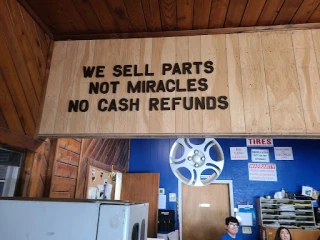 WE SELL PARTS
NOT MIRACLES
NO CASH REFUNDS
TIRES